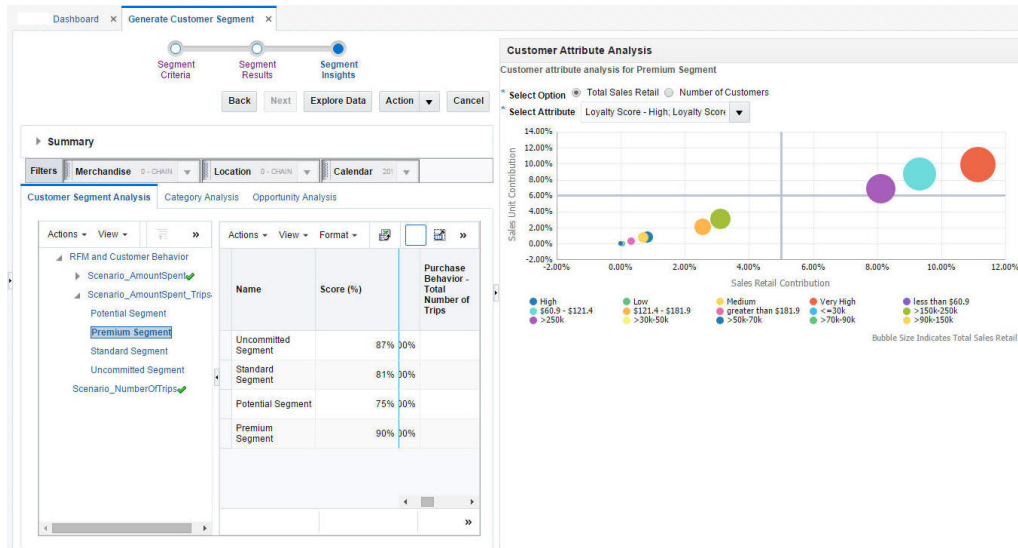 Dashboard × Generate Customer Segment ×
Segment Criteria
Segment Results
Segment Insights
Back Next Explore Data Action Cancel
Summary
Filters Merchandise 0 - CHAIN Location 0 - CHAIN Calendar 201
Customer Segment Analysis Category Analysis Opportunity Analysis
Actions View »
RFM and Customer Behavior
Scenario_AmountSpent
Scenario_AmountSpent_Trips
Potential Segment
Premium Segment
Standard Segment
Uncommitted Segment
Scenario_NumberOfTrips
Actions View Format »
Name Score (%) Purchase Behavior - Total Number of Trips
Uncommitted Segment 87% 00%
Standard Segment 81% 00%
Potential Segment 75% 00%
Premium Segment 90% 00%
»
Customer Attribute Analysis
Customer attribute analysis for Premium Segment
* Select Option Total Sales Retail Number of Customers
* Select Attribute Loyalty Score - High; Loyalty Score
Sales Unit Contribution
14.00%
12.00%
10.00%
8.00%
6.00%
4.00%
2.00%
0.00%
-2.00%
-2.00% 0.00% 2.00% 4.00% 6.00% 8.00% 10.00% 12.00%
Sales Retail Contribution
High Low Medium Very High less than $60.9
$60.9 - $121.4 $121.4 - $181.9 greater than $181.9 <=30k >150k-250k
>250k >30k-50k >50k-70k >70k-90k >90k-150k
Bubble Size Indicates Total Sales Retail